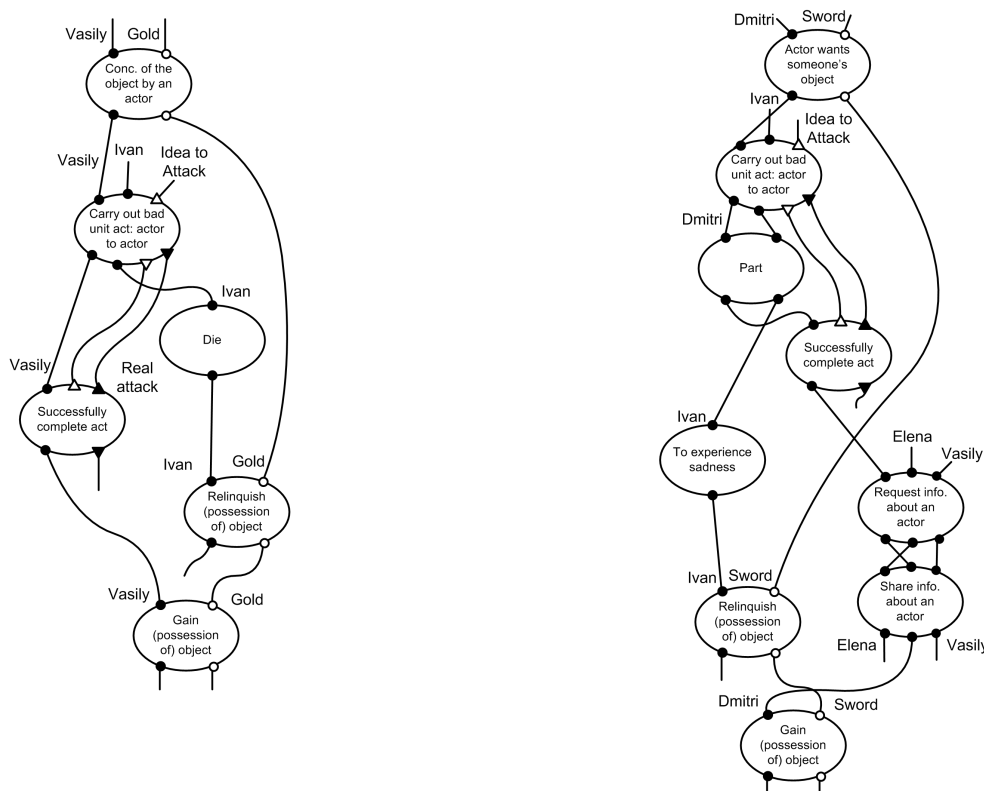 Vasily Gold
Conc. of the
object by an
actor
Vasily
Ivan
Idea to
Attack
Carry out bad
unit act: actor
to actor
Ivan
Die
Vasily
Real
attack
Successfully
complete act
Ivan
Gold
Relinquish
(possession
of) object
Vasily
Gold
Gain
(possession
of) object
Dmitri
Sword
Actor wants
someone's
object
Ivan
Idea to
Attack
Carry out bad
unit act: actor
to actor
Dmitri
Part
Successfully
complete act
Ivan
To experience
sadness
Elena
Vasily
Request info.
about an
actor
Ivan
Sword
Relinquish
(possession
of) object
Share info.
about an
actor
Elena
Vasily
Dmitri
Sword
Gain
(possession
of) object